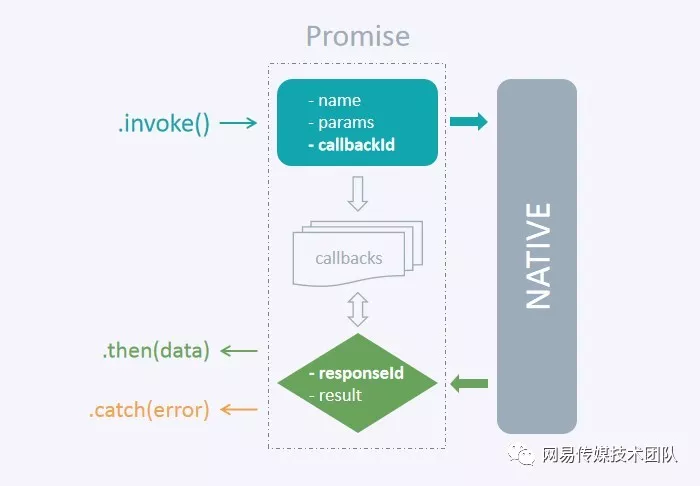 Promise
.invoke()
- name
- params
- callbackId
callbacks
NATIVE
.then(data)
- responseId
- result
.catch(error)
网易传媒技术团队